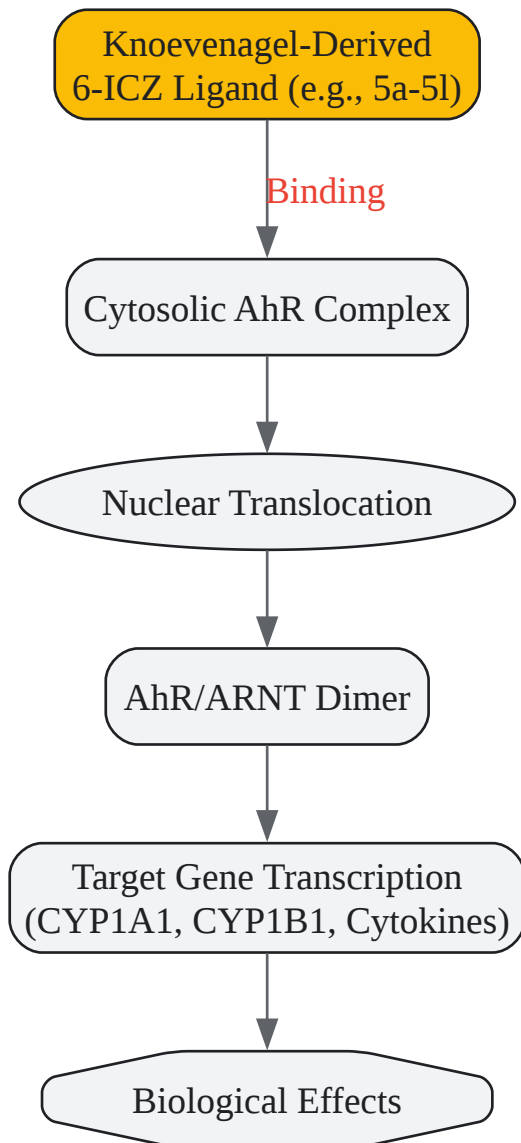 Knoevenagel-Derived
6-ICZ Ligand (e.g., 5a-5l)
Binding
Cytosolic AhR Complex
Nuclear Translocation
AhR/ARNT Dimer
Target Gene Transcription
(CYP1A1, CYP1B1, Cytokines)
Biological Effects